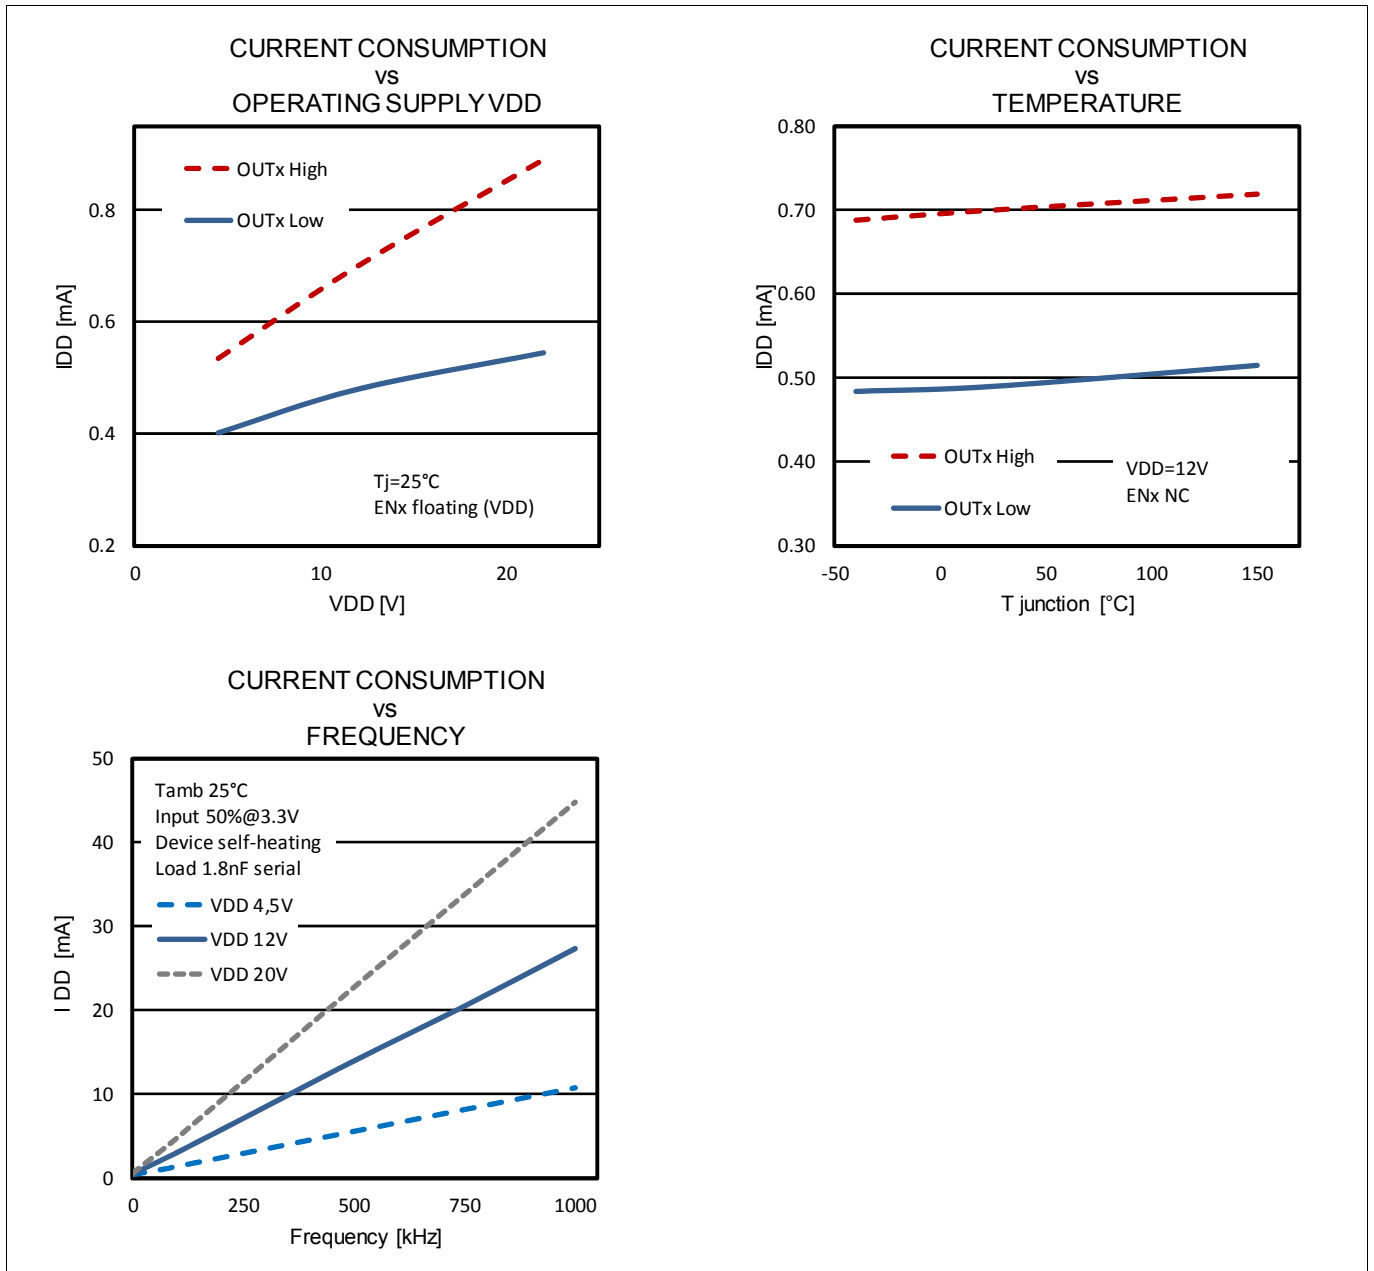 CURRENT CONSUMPTION
vs
OPERATING SUPPLY VDD
OUTx High
OUTx Low
0.8
0.6
0.4
0.2
IDD [mA]
Tj=25°C
ENx floating (VDD)
0 10 20
VDD [V]
CURRENT CONSUMPTION
vs
TEMPERATURE
0.80
0.70
0.60
0.50
0.40
0.30
IDD [mA]
OUTx High
OUTx Low
VDD=12V
ENx NC
-50 0 50 100 150
T junction [°C]
CURRENT CONSUMPTION
vs
FREQUENCY
50
40
30
20
10
0
I DD [mA]
Tamb 25°C
Input 50%@3.3V
Device self-heating
Load 1.8nF serial
VDD 4,5V
VDD 12V
VDD 20V
0 250 500 750 1000
Frequency [kHz]